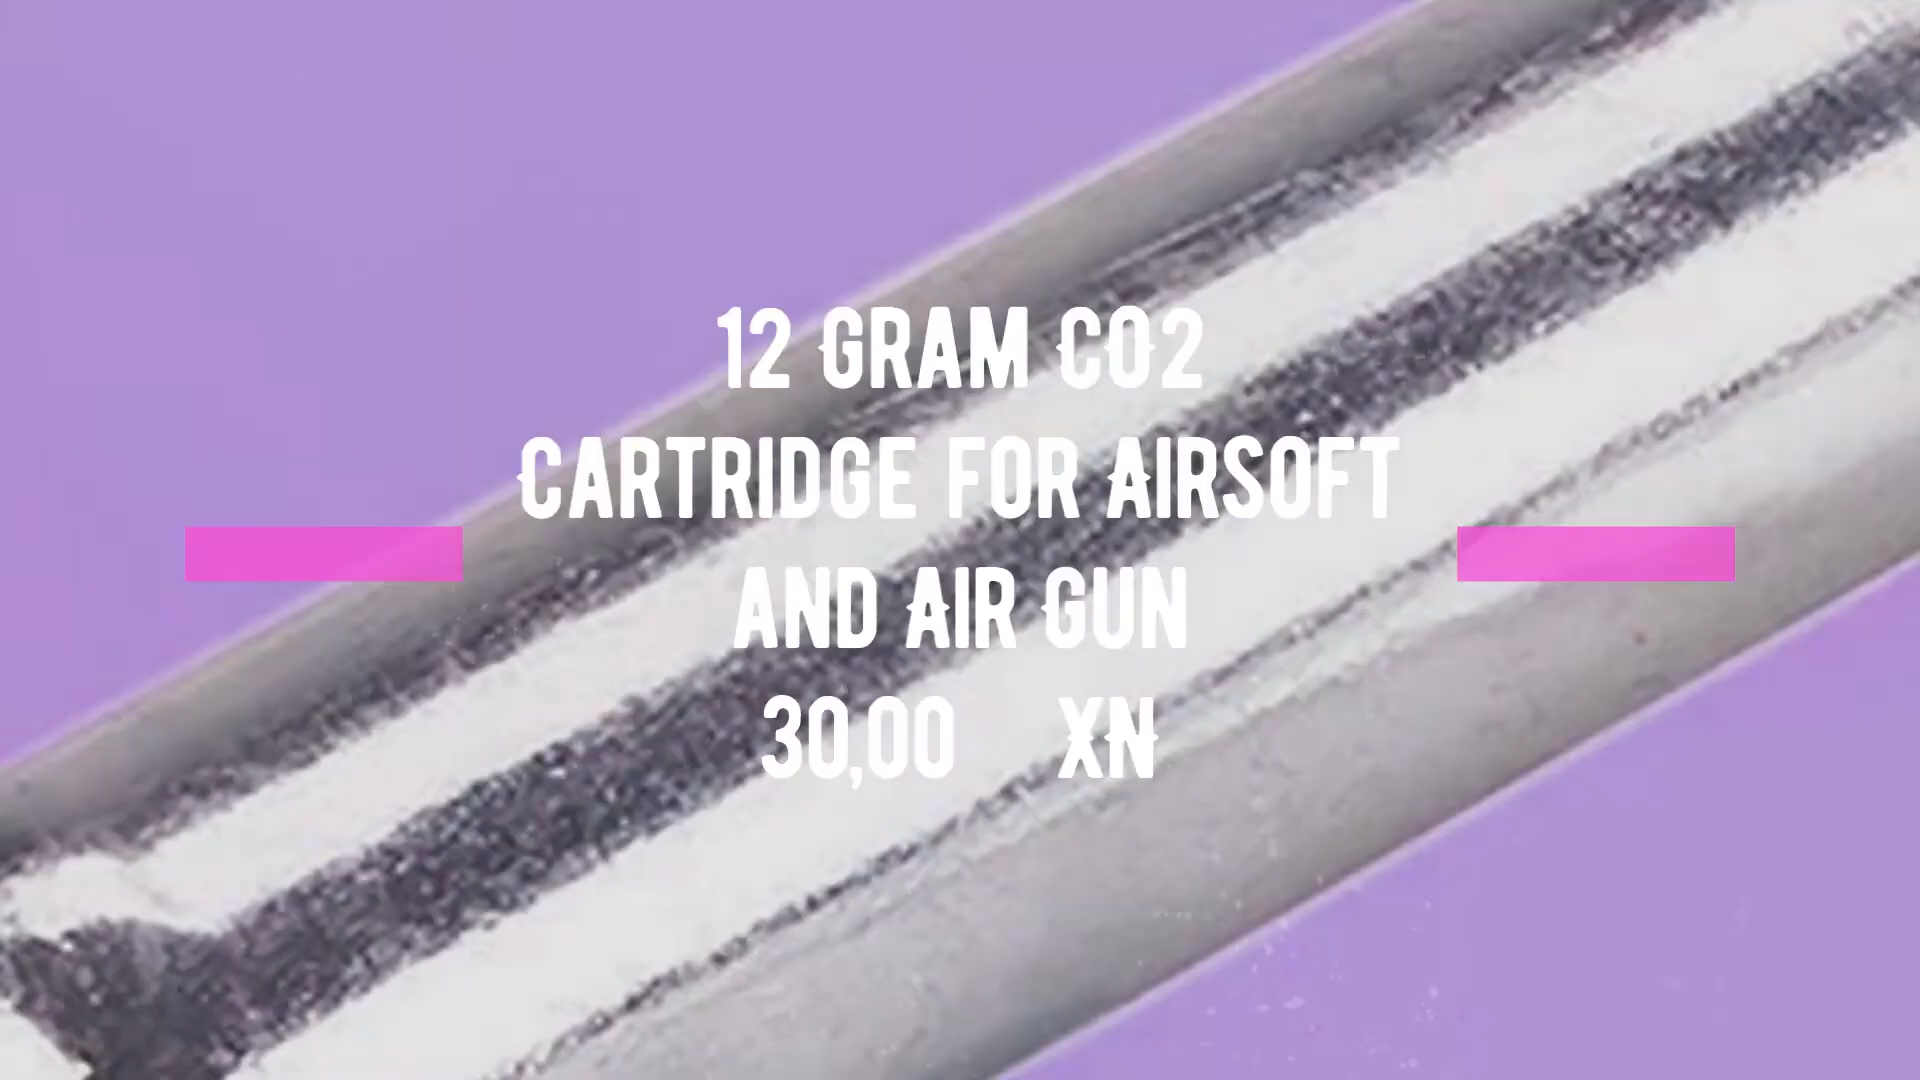 12 GRAM CO2
CARTRIDGE FOR AIRSOFT
AND AIR GUN
30,00 XN